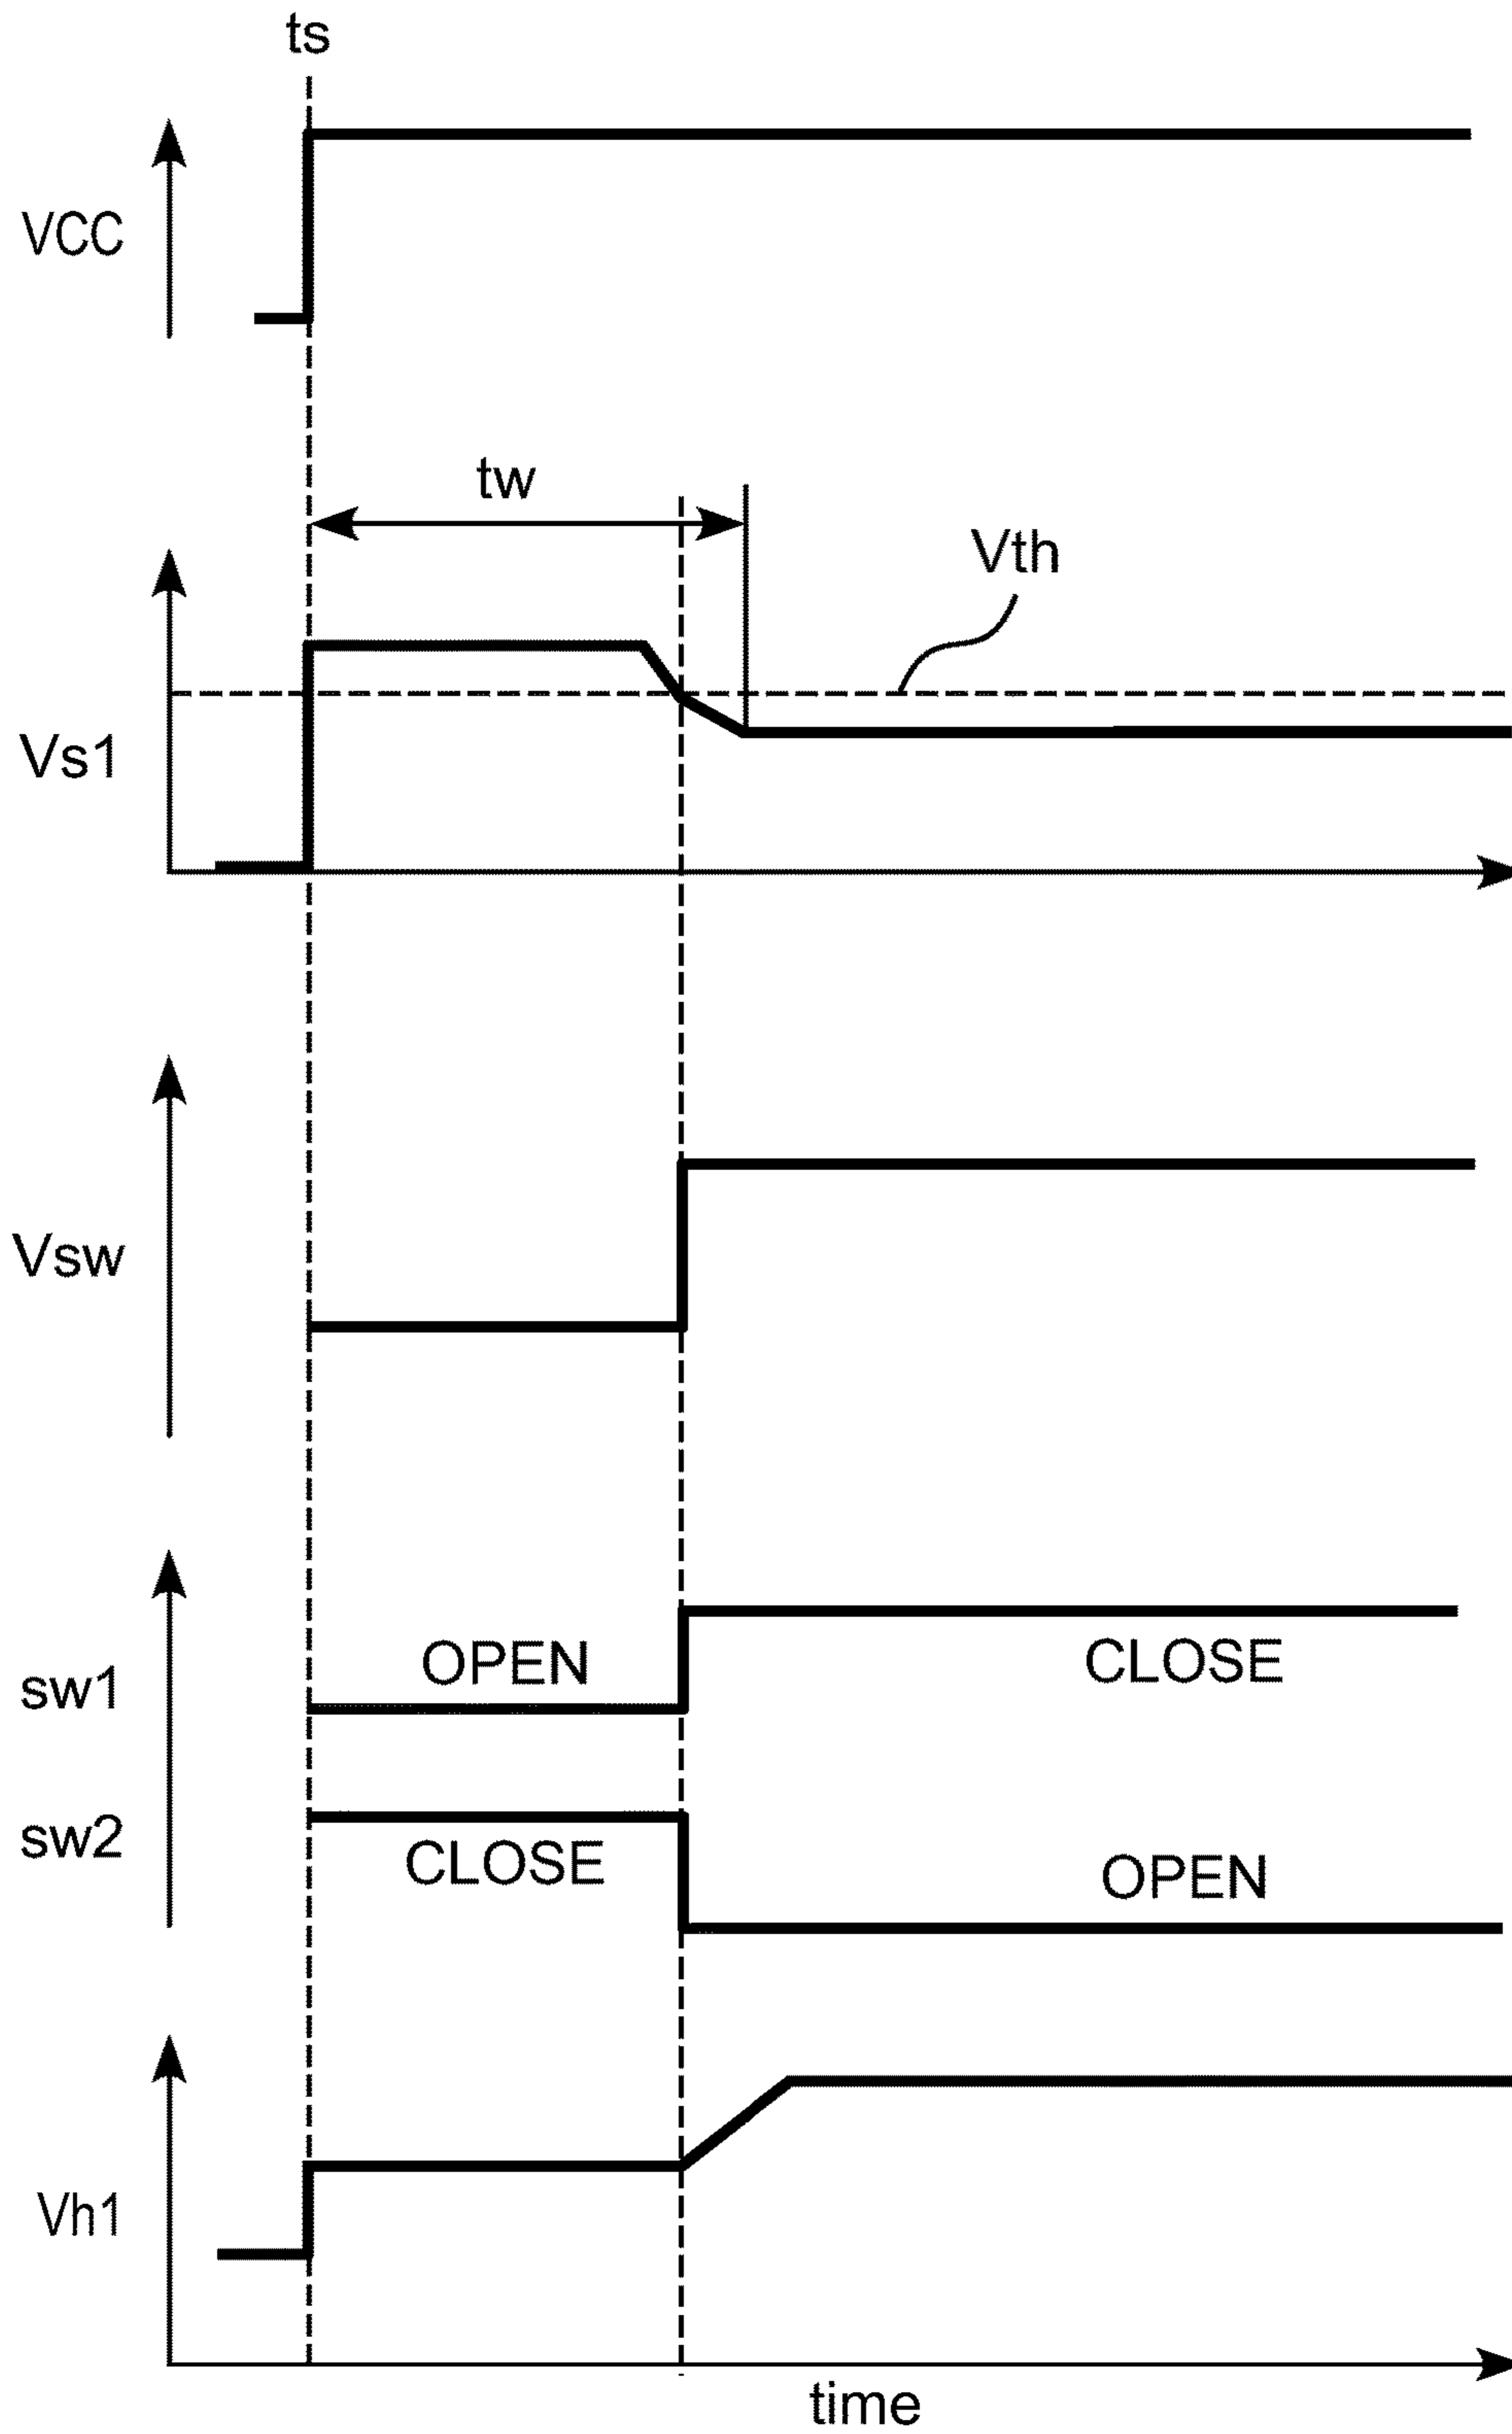 ts
VCC
tw
Vth
Vs1
Vsw
OPEN
CLOSE
sw1
sw2
CLOSE
OPEN
Vh1
time